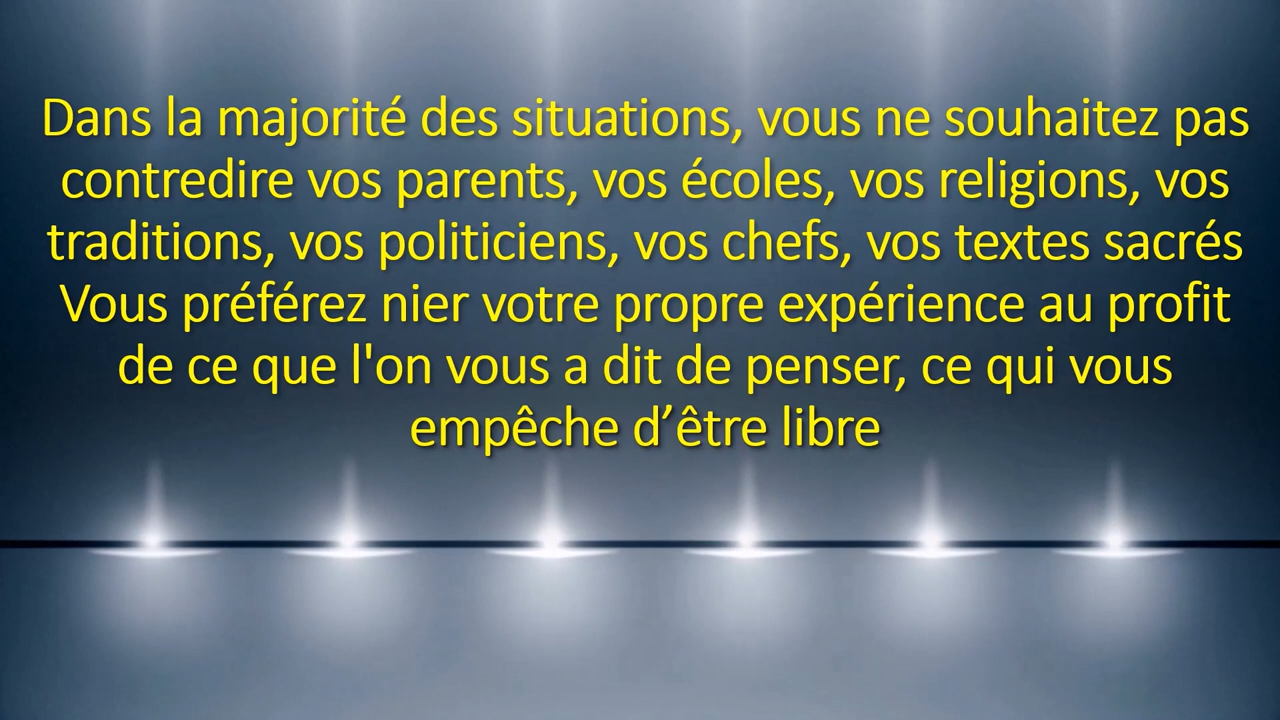 Dans la majorité des situations, vous ne souhaitez pas
contredire vos parents, vos écoles, vos religions, vos
traditions, vos politiciens, vos chefs, vos textes sacrés
Vous préférez nier votre propre expérience au profit
de ce que l'on vous a dit de penser, ce qui vous
empêche d’être libre